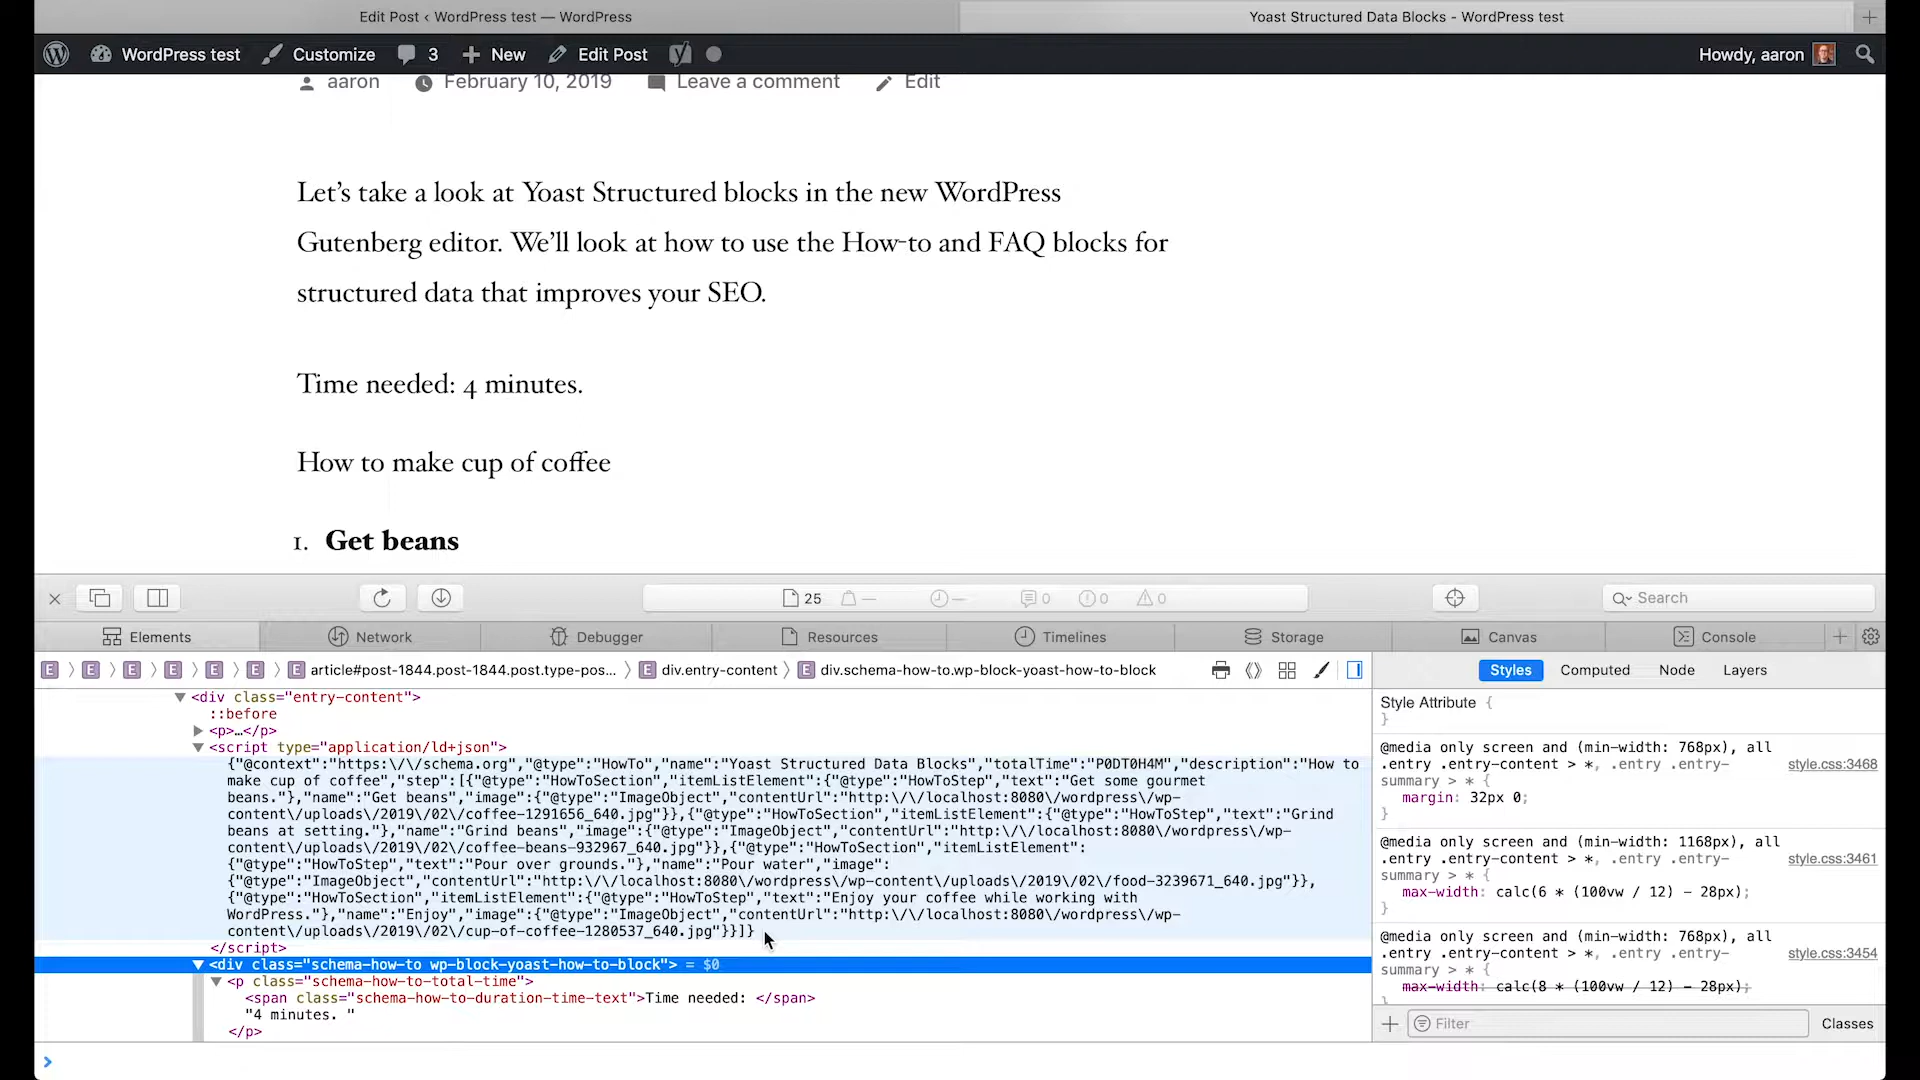 Edit Post ‹ WordPress test — WordPress
Yoast Structured Data Blocks - WordPress test
WordPress test Customize 3 New Edit Post Howdy, aaron
aaron February 10, 2019 Leave a comment Edit
Let's take a look at Yoast Structured blocks in the new WordPress
Gutenberg editor. We'll look at how to use the How-to and FAQ blocks for
structured data that improves your SEO.
Time needed: 4 minutes.
How to make cup of coffee
1. Get beans
25 — — 0 0 0 Search
Elements Network Debugger Resources Timelines Storage Canvas Console
E E E E E E E article#post-1844.post-1844.post.type-pos... E div.entry-content E div.schema-how-to.wp-block-yoast-how-to-block
Styles Computed Node Layers
<div class="entry-content">
::before
<p>…</p>
<script type="application/ld+json">
{"@context":"https:\/\/schema.org","@type":"HowTo","name":"Yoast Structured Data Blocks","totalTime":"P0DT0H4M","description":"How to
make cup of coffee","step":[{"@type":"HowToSection","itemListElement":{"@type":"HowToStep","text":"Get some gourmet
beans."},"name":"Get beans","image":{"@type":"ImageObject","contentUrl":"http:\/\/localhost:8080\/wordpress\/wp-
content\/uploads\/2019\/02\/coffee-1291656_640.jpg"}},{"@type":"HowToSection","itemListElement":{"@type":"HowToStep","text":"Grind
beans at setting."},"name":"Grind beans","image":{"@type":"ImageObject","contentUrl":"http:\/\/localhost:8080\/wordpress\/wp-
content\/uploads\/2019\/02\/coffee-beans-932967_640.jpg"}},{"@type":"HowToSection","itemListElement":
{"@type":"HowToStep","text":"Pour over grounds."},"name":"Pour water","image":
{"@type":"ImageObject","contentUrl":"http:\/\/localhost:8080\/wordpress\/wp-content\/uploads\/2019\/02\/food-3239671_640.jpg"}},
{"@type":"HowToSection","itemListElement":{"@type":"HowToStep","text":"Enjoy your coffee while working with
WordPress."},"name":"Enjoy","image":{"@type":"ImageObject","contentUrl":"http:\/\/localhost:8080\/wordpress\/wp-
content\/uploads\/2019\/02\/cup-of-coffee-1280537_640.jpg"}}]}
</script>
<div class="schema-how-to wp-block-yoast-how-to-block"> = $0
<p class="schema-how-to-total-time">
<span class="schema-how-to-duration-time-text">Time needed: </span>
"4 minutes. "
</p>
Style Attribute {
}
@media only screen and (min-width: 768px), all
.entry .entry-content > *, .entry .entry- style.css:3468
summary > * {
margin: 32px 0;
}
@media only screen and (min-width: 1168px), all
.entry .entry-content > *, .entry .entry- style.css:3461
summary > * {
max-width: calc(6 * (100vw / 12) - 28px);
}
@media only screen and (min-width: 768px), all
.entry .entry-content > *, .entry .entry- style.css:3454
summary > * {
max-width: calc(8 * (100vw / 12) - 28px);
}
Filter Classes